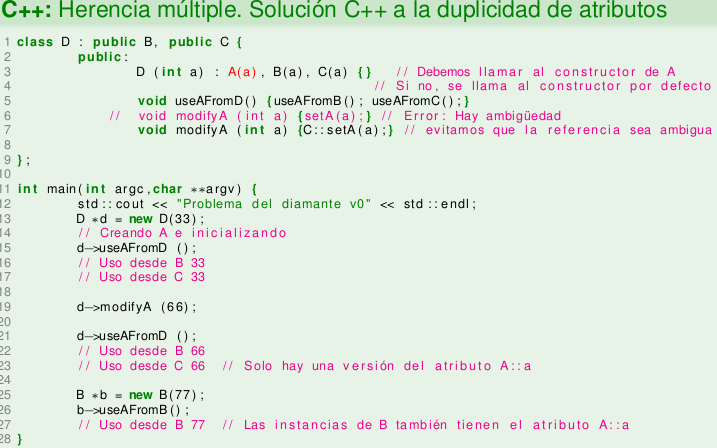 C++: Herencia múltiple. Solución C++ a la duplicidad de atributos
1 class D : public B, public C {
2 public:
3 D (int a) : A(a), B(a), C(a) {} // Debemos llamar al constructor de A
4 // Si no, se llama al constructor por defecto
5 void useAFromD() {useAFromB(); useAFromC();}
6 // void modifyA (int a) {setA(a);} // Error: Hay ambigüedad
7 void modifyA (int a) {C::setA(a);} // evitamos que la referencia sea ambigua
8
9 };
10
11 int main(int argc,char **argv) {
12 std::cout << "Problema del diamante v0" << std::endl;
13 D *d = new D(33);
14 // Creando A e inicializando
15 d->useAFromD ();
16 // Uso desde B 33
17 // Uso desde C 33
18
19 d->modifyA (66);
20
21 d->useAFromD ();
22 // Uso desde B 66
23 // Uso desde C 66 // Solo hay una versión del atributo A::a
24
25 B *b = new B(77);
26 b->useAFromB();
27 // Uso desde B 77 // Las instancias de B también tienen el atributo A::a
28 }